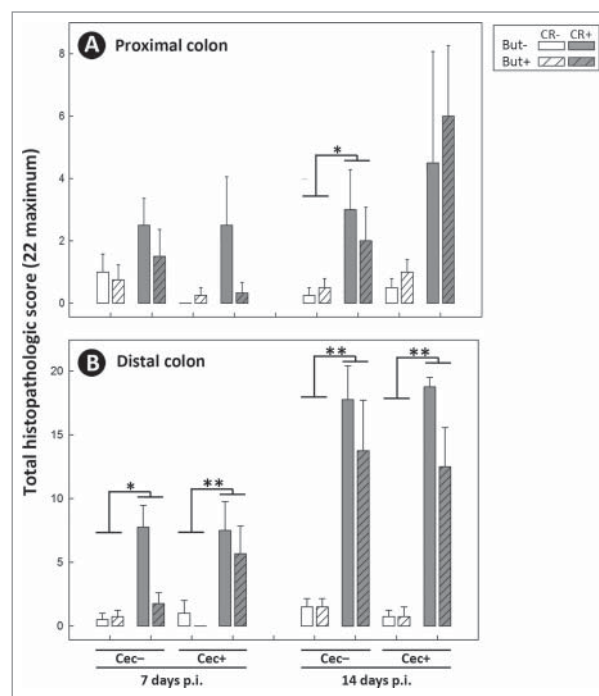 A Proximal colon
CR- CR+
But-
But+
8
6
4
2
0
*
Total histopathologic score (22 maximum)
B Distal colon
20
15
10
5
0
*
**
**
**
Cec– Cec+ Cec– Cec+
7 days p.i. 14 days p.i.